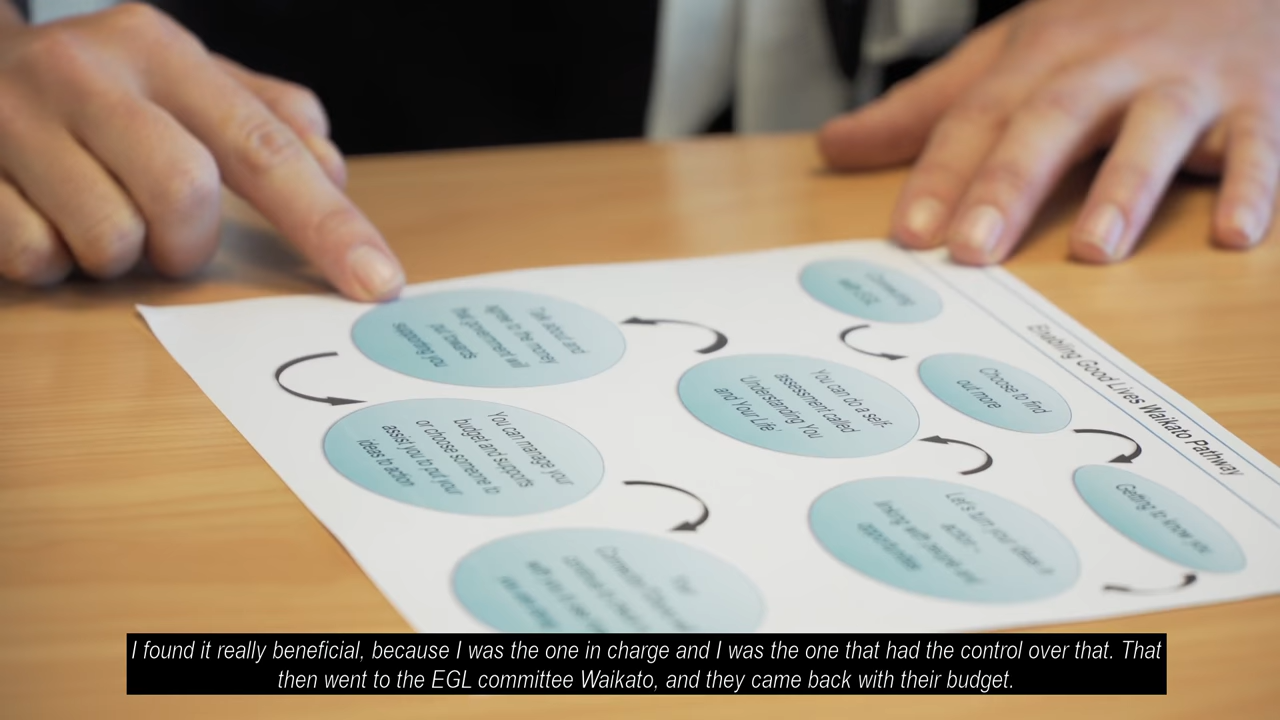 Enabling Good Lives Waikato Pathway
Connecting
with EGL
Choose to find
out more
Getting to know you
Let's turn your ideas in
action –
linking with people and
opportunities
You can do a self-
assessment called
'Understanding You
and Your Life'
Talk about and
agree to the money
that government will
put towards
supporting you
You can manage your
budget and supports
or choose someone to
assist you to put your
ideas to action
Your
I found it really beneficial, because I was the one in charge and I was the one that had the control over that. That
then went to the EGL committee Waikato, and they came back with their budget.